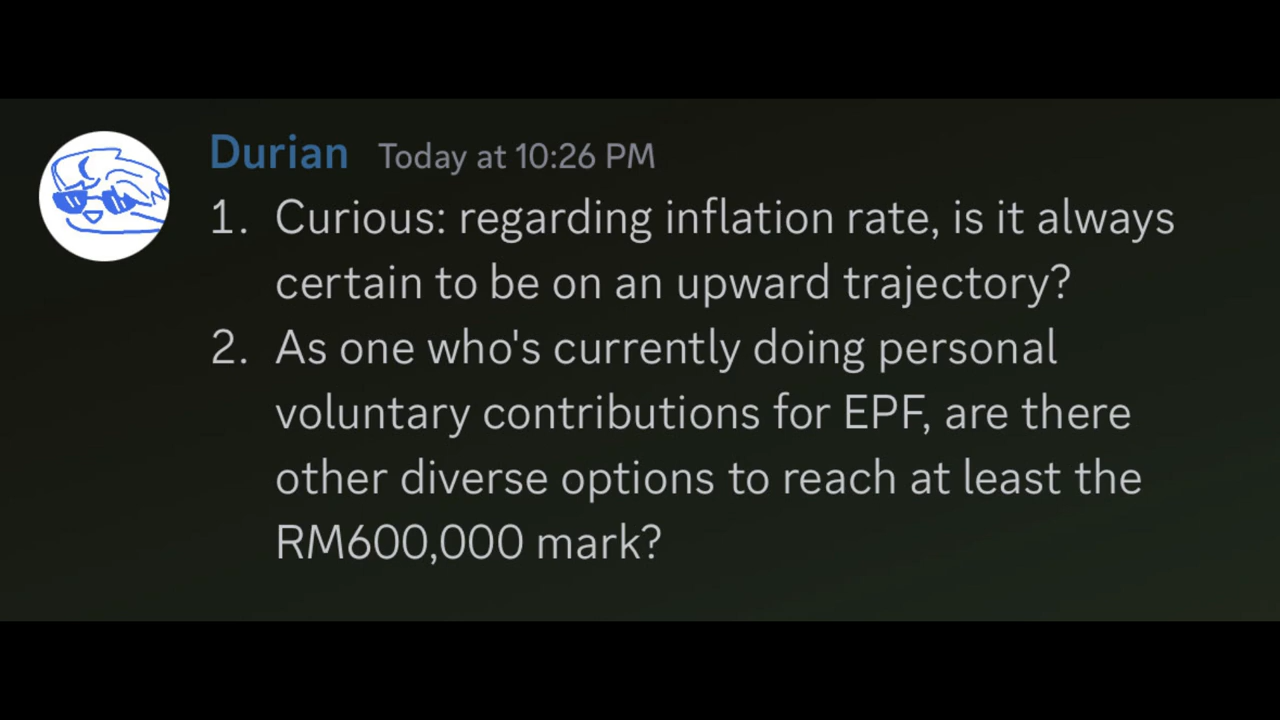 Durian Today at 10:26 PM
1. Curious: regarding inflation rate, is it always
certain to be on an upward trajectory?
2. As one who's currently doing personal
voluntary contributions for EPF, are there
other diverse options to reach at least the
RM600,000 mark?